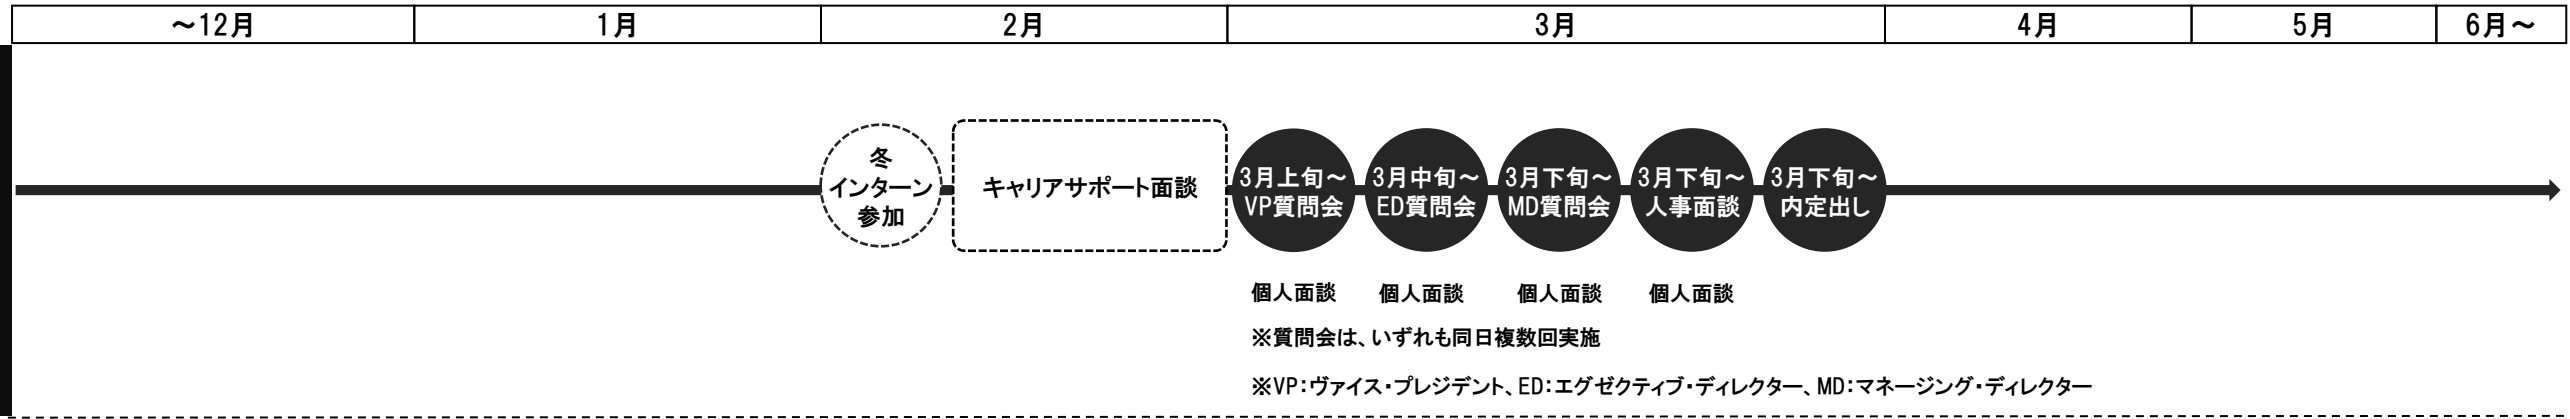 ～12月
1月
2月
3月
4月
5月
6月～
冬
インターン
参加
キャリアサポート面談
3月上旬～
VP質問会
3月中旬～
ED質問会
3月下旬～
MD質問会
3月下旬～
人事面談
3月下旬～
内定出し
個人面談
個人面談
個人面談
個人面談
※質問会は、いずれも同日複数回実施
※VP：ヴァイス・プレジデント、ED：エグゼクティブ・ディレクター、MD：マネージング・ディレクター